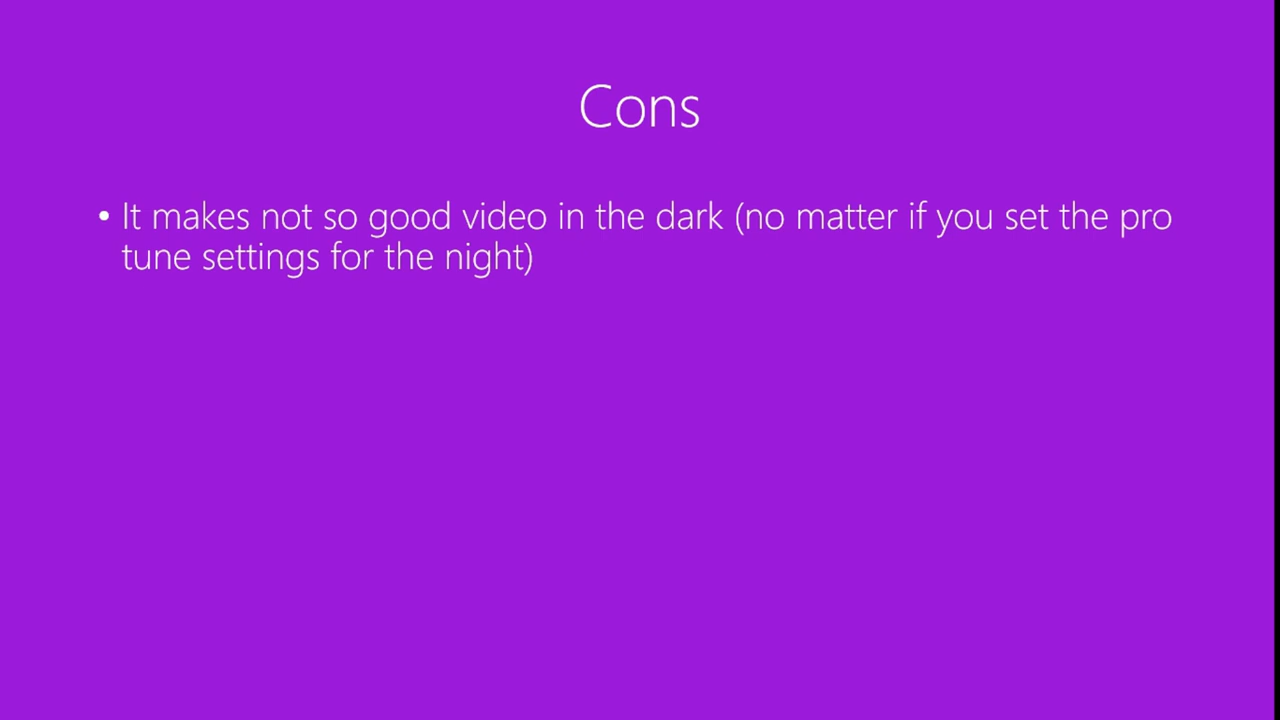 Cons
• It makes not so good video in the dark (no matter if you set the pro
tune settings for the night)